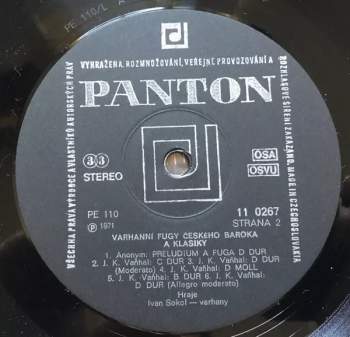 PE 110/L
VYHRAŽENA, ROZMNOŽOVÁNÍ, VEŘEJNÍ PROVOZOVÁNÍ A
ROZHLASOVÉ ŠÍŘENÍ ZAKÁZÁNO. MADE IN CZECHOSLOVAKIA
VŠECHNA PRÁVA VÝROBCE A VLASTNÍKŮ AUTORSKÝCH PRÁV
PANTON
33
STEREO
OSA
OSVU
PE 110
11 0267
Ⓟ 1971
STRANA 2
VARHANNÍ FUGY ČESKÉHO BAROKA
A KLASIKY
1. Anonym: PRELUDIUM A FUGA D DUR
2. J. K. Vaňhal: C DUR 3. J. K. Vaňhal: D DUR
(Moderato) 4. J. K. Vaňhal: D MOLL
5. J. K. Vaňhal: B DUR 6. J. K. Vaňhal:
D DUR (Allegro moderato)
Hraje
Ivan Sokol — varhany